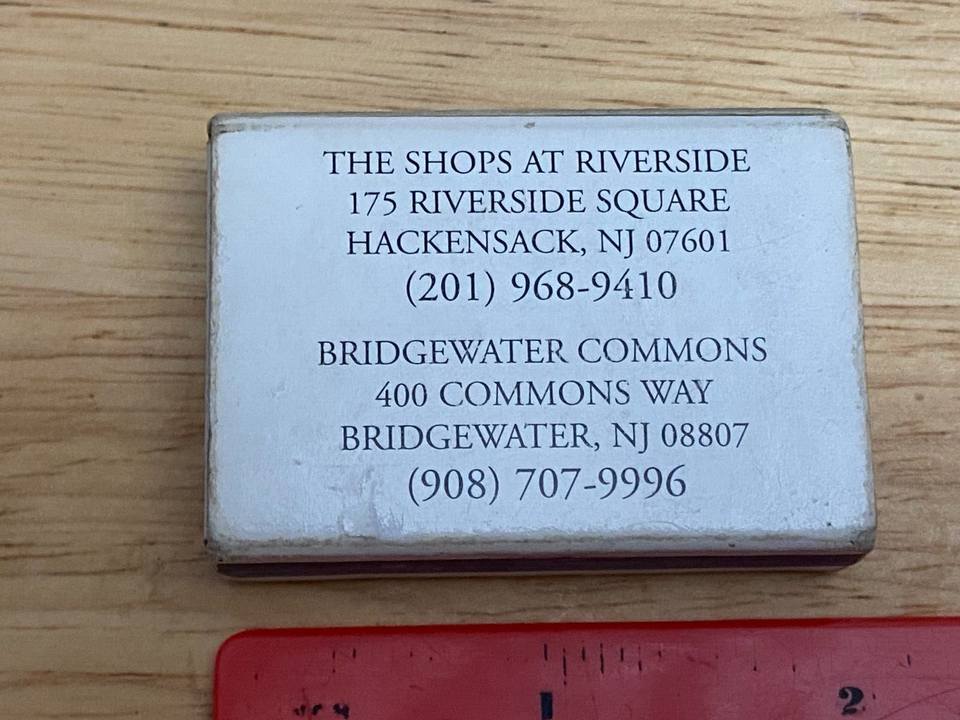 THE SHOPS AT RIVERSIDE
175 RIVERSIDE SQUARE
HACKENSACK, NJ 07601
(201) 968-9410
BRIDGEWATER COMMONS
400 COMMONS WAY
BRIDGEWATER, NJ 08807
(908) 707-9996
1
2